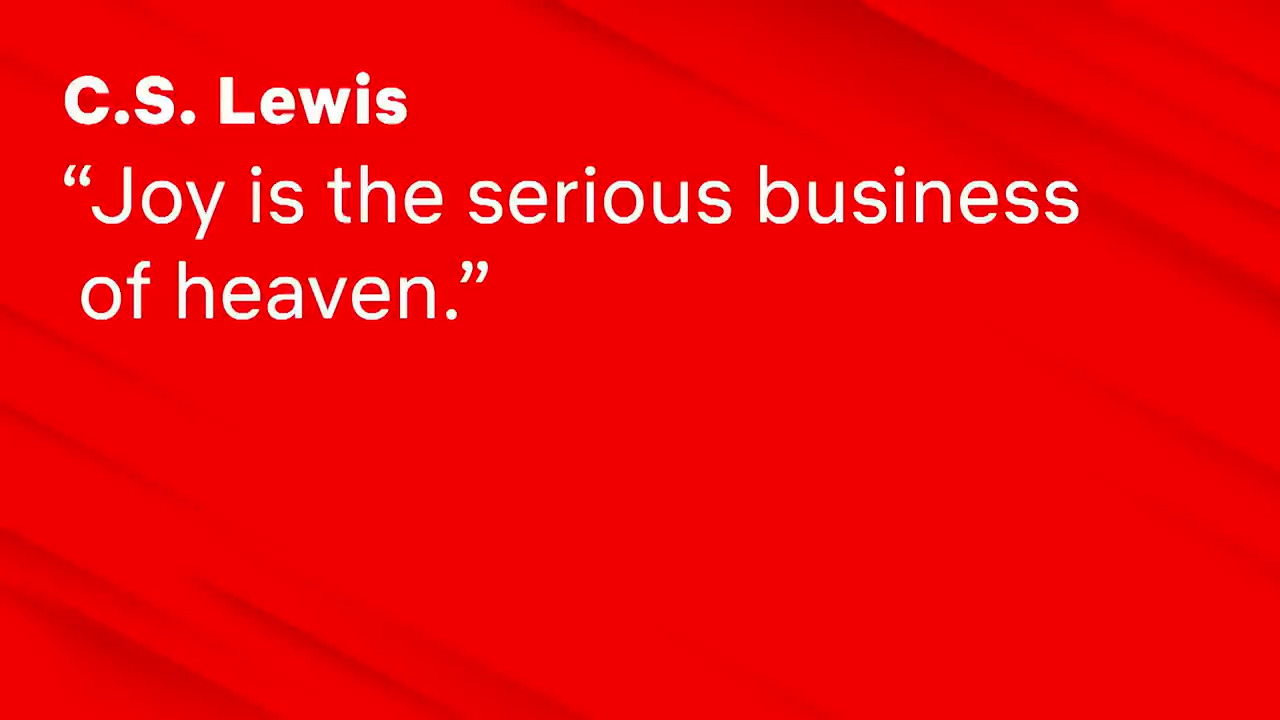 C.S. Lewis
“Joy is the serious business
of heaven.”